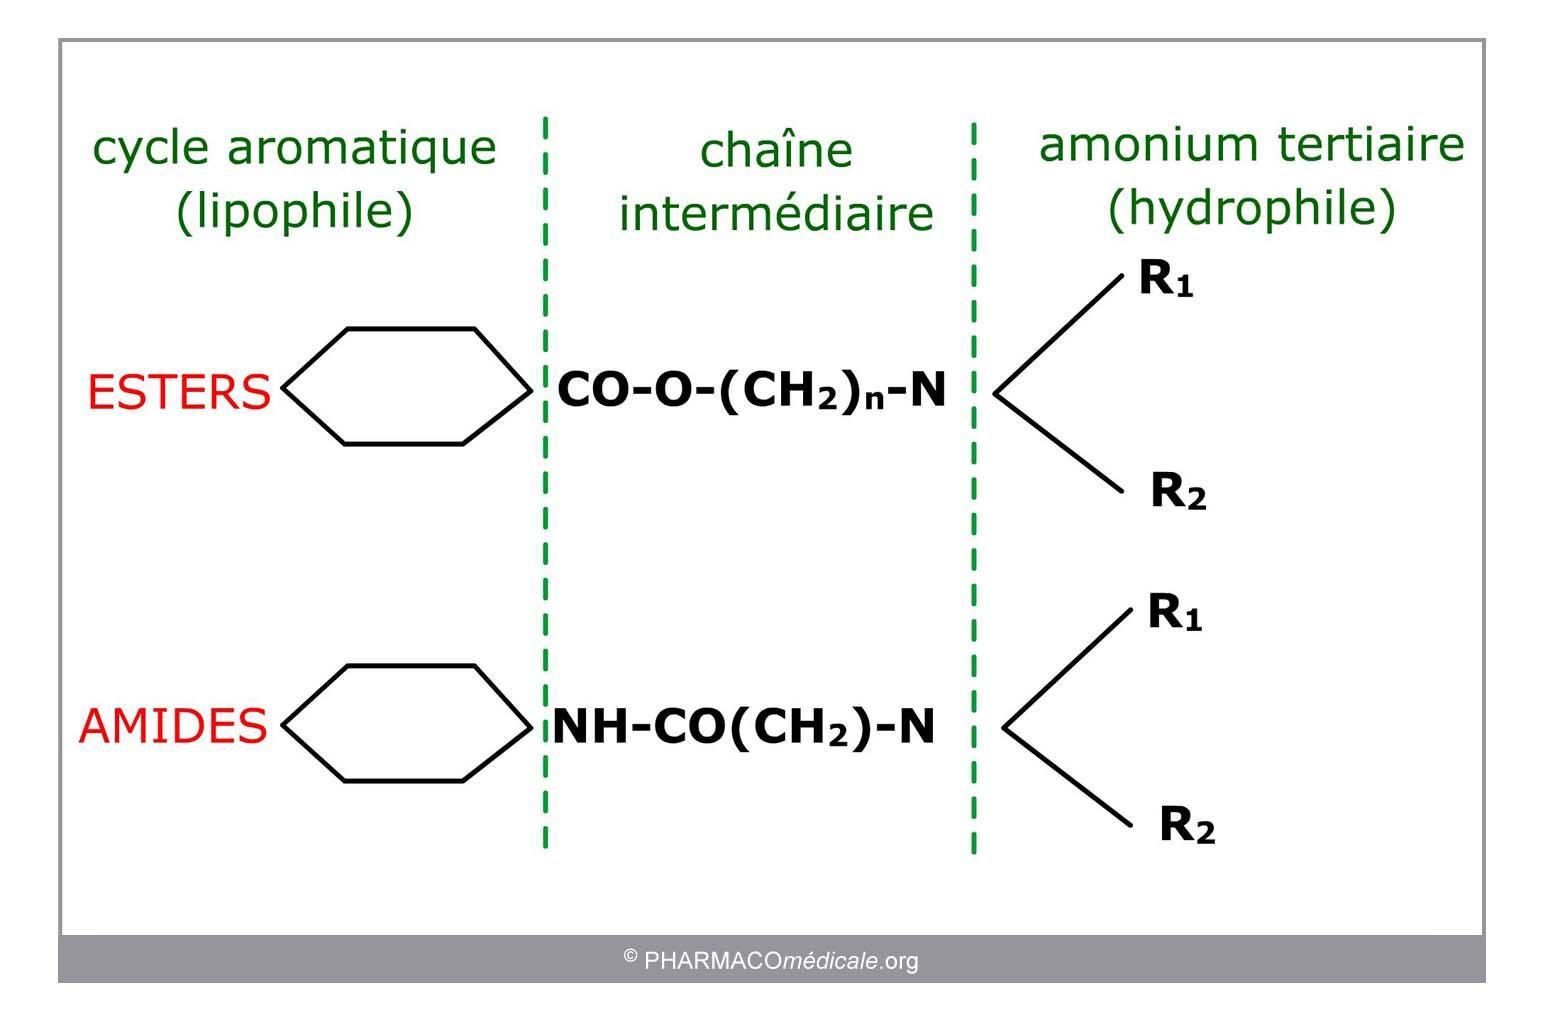 cycle aromatique
(lipophile)
chaîne
intermédiaire
amonium tertiaire
(hydrophile)
ESTERS
CO-O-(CH₂)ₙ-N
R₁
R₂
AMIDES
NH-CO(CH₂)-N
R₁
R₂
© PHARMACOmédicale.org